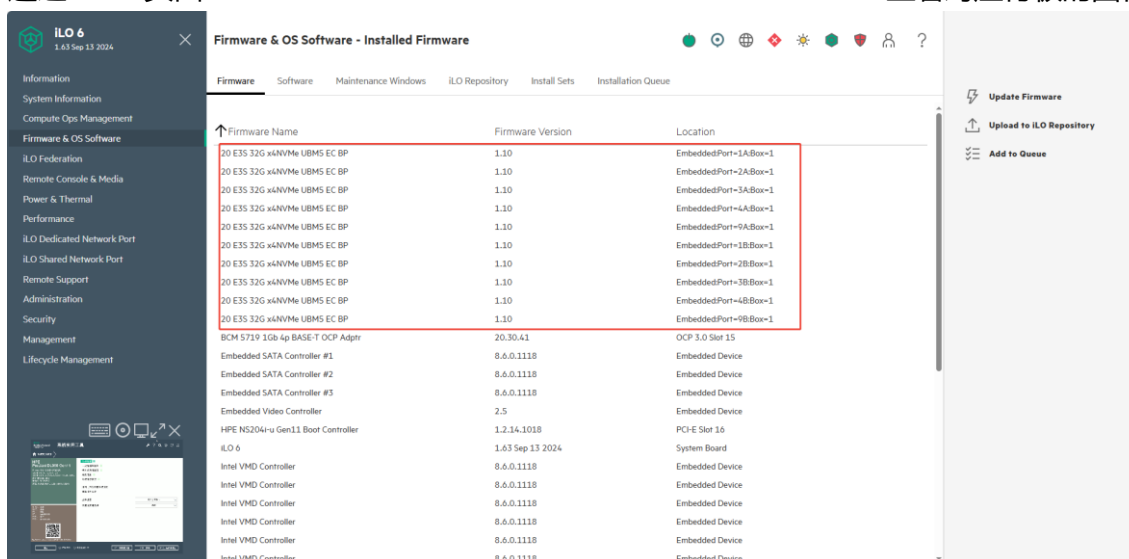 iLO 6
1.63 Sep 13 2024
Firmware & OS Software - Installed Firmware
Information
System Information
Compute Ops Management
Firmware & OS Software
iLO Federation
Remote Console & Media
Power & Thermal
Performance
iLO Dedicated Network Port
iLO Shared Network Port
Remote Support
Administration
Security
Management
Lifecycle Management
Firmware Software Maintenance Windows iLO Repository Install Sets Installation Queue
Firmware Name Firmware Version Location
20 E3S 32G x4NVMe UBM5 EC BP 1.10 Embedded:Port=1A:Box=1
20 E3S 32G x4NVMe UBM5 EC BP 1.10 Embedded:Port=2A:Box=1
20 E3S 32G x4NVMe UBM5 EC BP 1.10 Embedded:Port=3A:Box=1
20 E3S 32G x4NVMe UBM5 EC BP 1.10 Embedded:Port=4A:Box=1
20 E3S 32G x4NVMe UBM5 EC BP 1.10 Embedded:Port=9A:Box=1
20 E3S 32G x4NVMe UBM5 EC BP 1.10 Embedded:Port=1B:Box=1
20 E3S 32G x4NVMe UBM5 EC BP 1.10 Embedded:Port=2B:Box=1
20 E3S 32G x4NVMe UBM5 EC BP 1.10 Embedded:Port=3B:Box=1
20 E3S 32G x4NVMe UBM5 EC BP 1.10 Embedded:Port=4B:Box=1
20 E3S 32G x4NVMe UBM5 EC BP 1.10 Embedded:Port=9B:Box=1
BCM 5719 1Gb 4p BASE-T OCP Adptr 20.30.41 OCP 3.0 Slot 15
Embedded SATA Controller #1 8.6.0.1118 Embedded Device
Embedded SATA Controller #2 8.6.0.1118 Embedded Device
Embedded SATA Controller #3 8.6.0.1118 Embedded Device
Embedded Video Controller 2.5 Embedded Device
HPE NS204i-u Gen11 Boot Controller 1.2.14.1018 PCI-E Slot 16
iLO 6 1.63 Sep 13 2024 System Board
Intel VMD Controller 8.6.0.1118 Embedded Device
Intel VMD Controller 8.6.0.1118 Embedded Device
Intel VMD Controller 8.6.0.1118 Embedded Device
Intel VMD Controller 8.6.0.1118 Embedded Device
Intel VMD Controller 8.6.0.1118 Embedded Device
Update Firmware
Upload to iLO Repository
Add to Queue